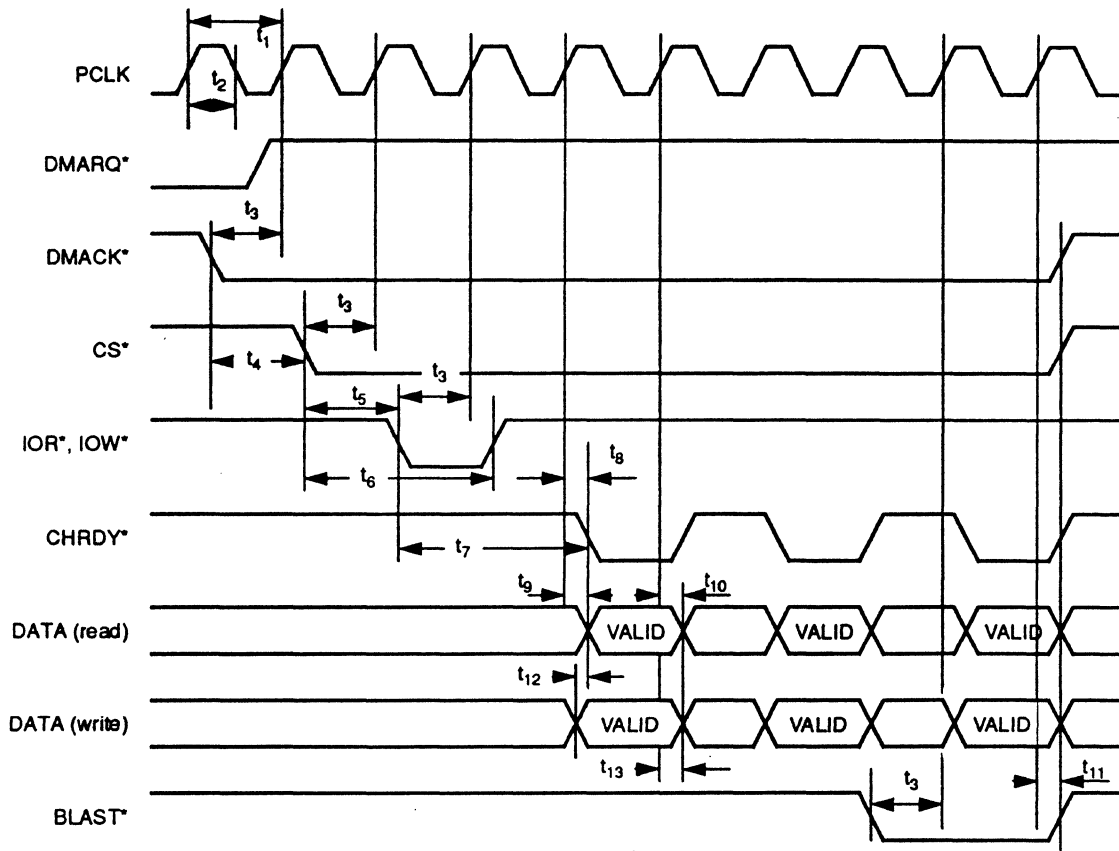 t1
PCLK
t2
DMARQ*
t3
DMACK*
t3
CS*
t4
t3
t5
IOR*, IOW*
t8
t6
CHRDY*
t7
t9
t10
DATA (read)
VALID
VALID
VALID
t12
DATA (write)
VALID
VALID
VALID
t13
t11
t3
BLAST*